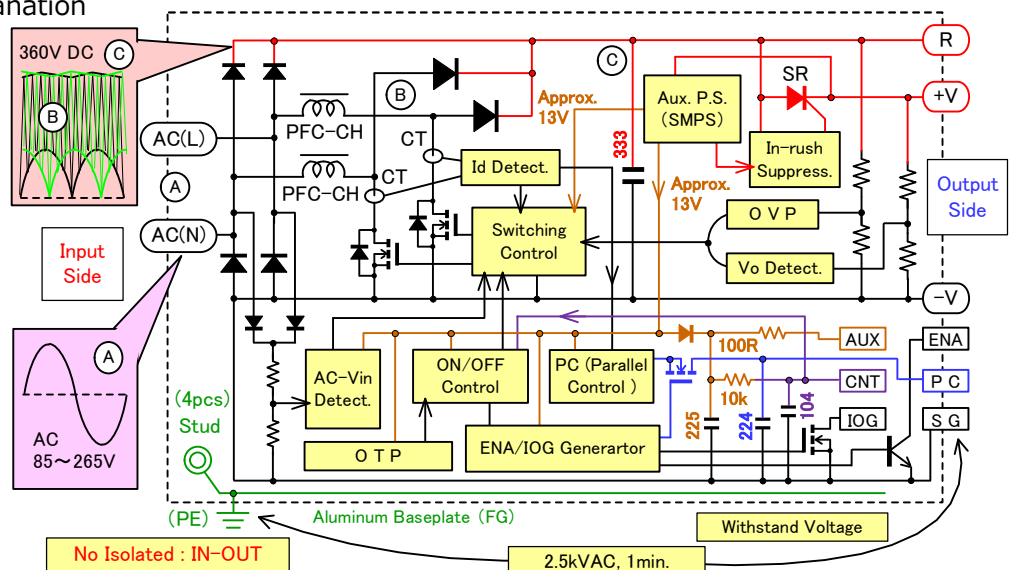 anation
360V DC
C
B
AC(L)
A
AC(N)
Input
Side
A
AC
85～265V
PFC-CH
PFC-CH
B
CT
CT
Id Detect.
Switching
Control
Approx.
13V
333
C
Aux. P.S.
(SMPS)
Approx.
13V
SR
In-rush
Suppress.
O V P
Vo Detect.
R
+V
-V
Output
Side
AC-Vin
Detect.
ON/OFF
Control
PC (Parallel
Control )
O T P
ENA/IOG Generartor
100R
10k
225
224
104
AUX
CNT
IOG
ENA
P C
S G
(4pcs)
Stud
(PE)
Aluminum Baseplate (FG)
Withstand Voltage
No Isolated : IN-OUT
2.5kVAC, 1min.